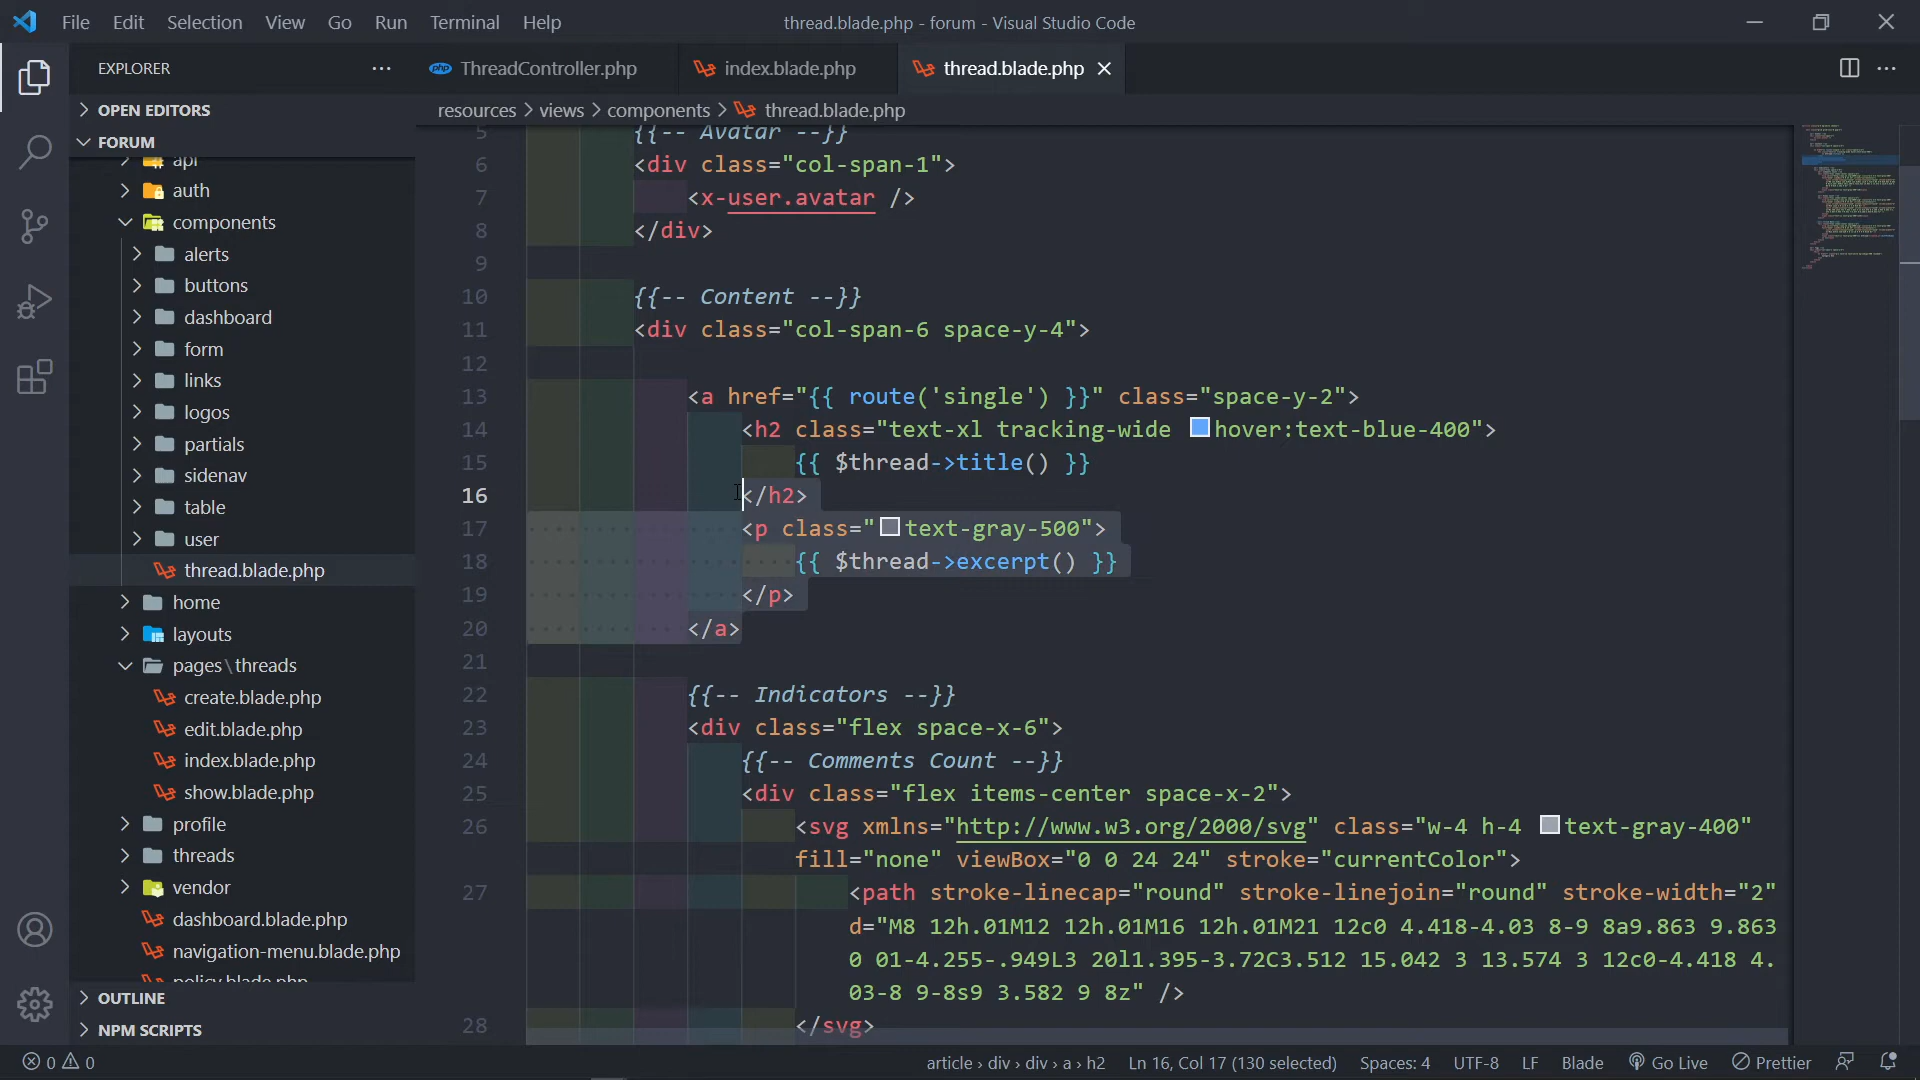 File Edit Selection View Go Run Terminal Help
thread.blade.php - forum - Visual Studio Code
EXPLORER
ThreadController.php
index.blade.php
thread.blade.php
OPEN EDITORS
resources > views > components > thread.blade.php
FORUM
api
auth
components
alerts
buttons
dashboard
form
links
logos
partials
sidenav
table
user
thread.blade.php
home
layouts
pages\threads
create.blade.php
edit.blade.php
index.blade.php
show.blade.php
profile
threads
vendor
dashboard.blade.php
navigation-menu.blade.php
policy.blade.php
OUTLINE
NPM SCRIPTS
5 {{-- Avatar --}}
6 <div class="col-span-1">
7 <x-user.avatar />
8 </div>
9
10 {{-- Content --}}
11 <div class="col-span-6 space-y-4">
12
13 <a href="{{ route('single') }}" class="space-y-2">
14 <h2 class="text-xl tracking-wide hover:text-blue-400">
15 {{ $thread->title() }}
16 </h2>
17 <p class="text-gray-500">
18 {{ $thread->excerpt() }}
19 </p>
20 </a>
21
22 {{-- Indicators --}}
23 <div class="flex space-x-6">
24 {{-- Comments Count --}}
25 <div class="flex items-center space-x-2">
26 <svg xmlns="http://www.w3.org/2000/svg" class="w-4 h-4 text-gray-400"
fill="none" viewBox="0 0 24 24" stroke="currentColor">
27 <path stroke-linecap="round" stroke-linejoin="round" stroke-width="2"
d="M8 12h.01M12 12h.01M16 12h.01M21 12c0 4.418-4.03 8-9 8a9.863 9.863
0 01-4.255-.949L3 20l1.395-3.72C3.512 15.042 3 13.574 3 12c0-4.418 4.
03-8 9-8s9 3.582 9 8z" />
28 </svg>
0 0
article > div > div > a > h2
Ln 16, Col 17 (130 selected)
Spaces: 4
UTF-8
LF
Blade
Go Live
Prettier